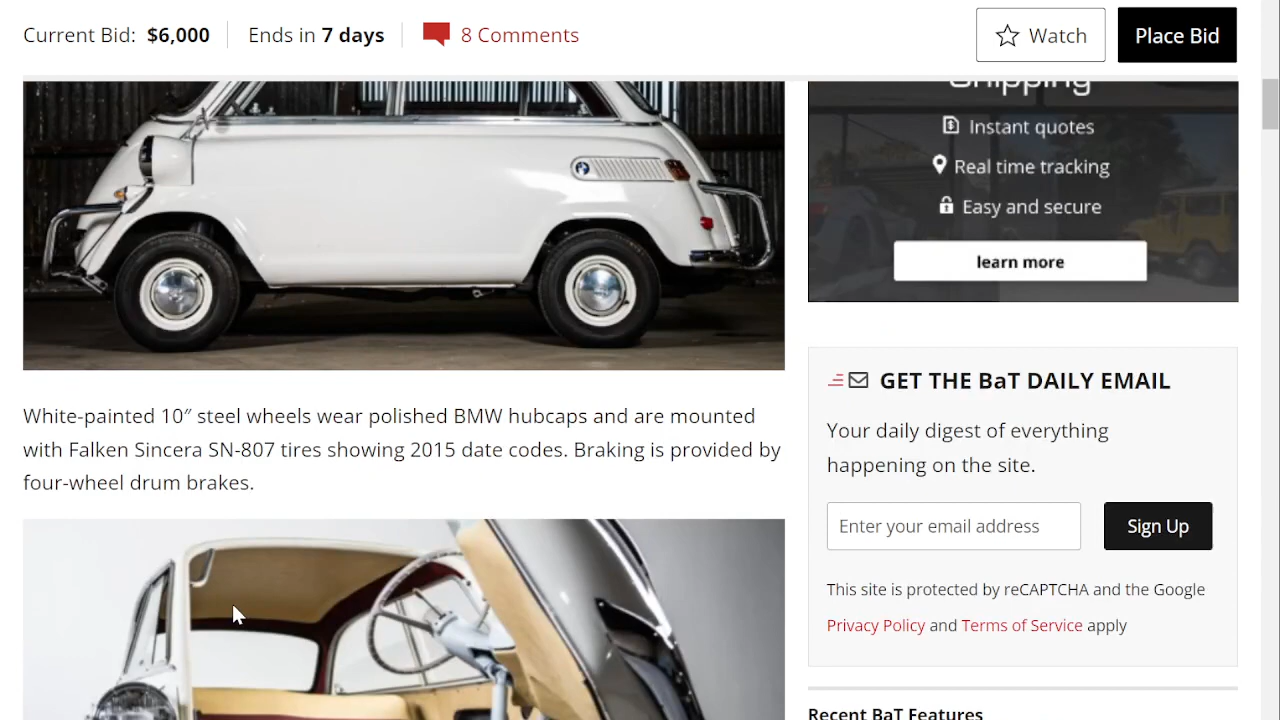 Current Bid: $6,000
Ends in 7 days
8 Comments
Watch
Place Bid
Shipping
Instant quotes
Real time tracking
Easy and secure
learn more
White-painted 10″ steel wheels wear polished BMW hubcaps and are mounted
with Falken Sincera SN-807 tires showing 2015 date codes. Braking is provided by
four-wheel drum brakes.
GET THE BaT DAILY EMAIL
Your daily digest of everything
happening on the site.
Enter your email address
Sign Up
This site is protected by reCAPTCHA and the Google
Privacy Policy and Terms of Service apply
Recent BaT Features